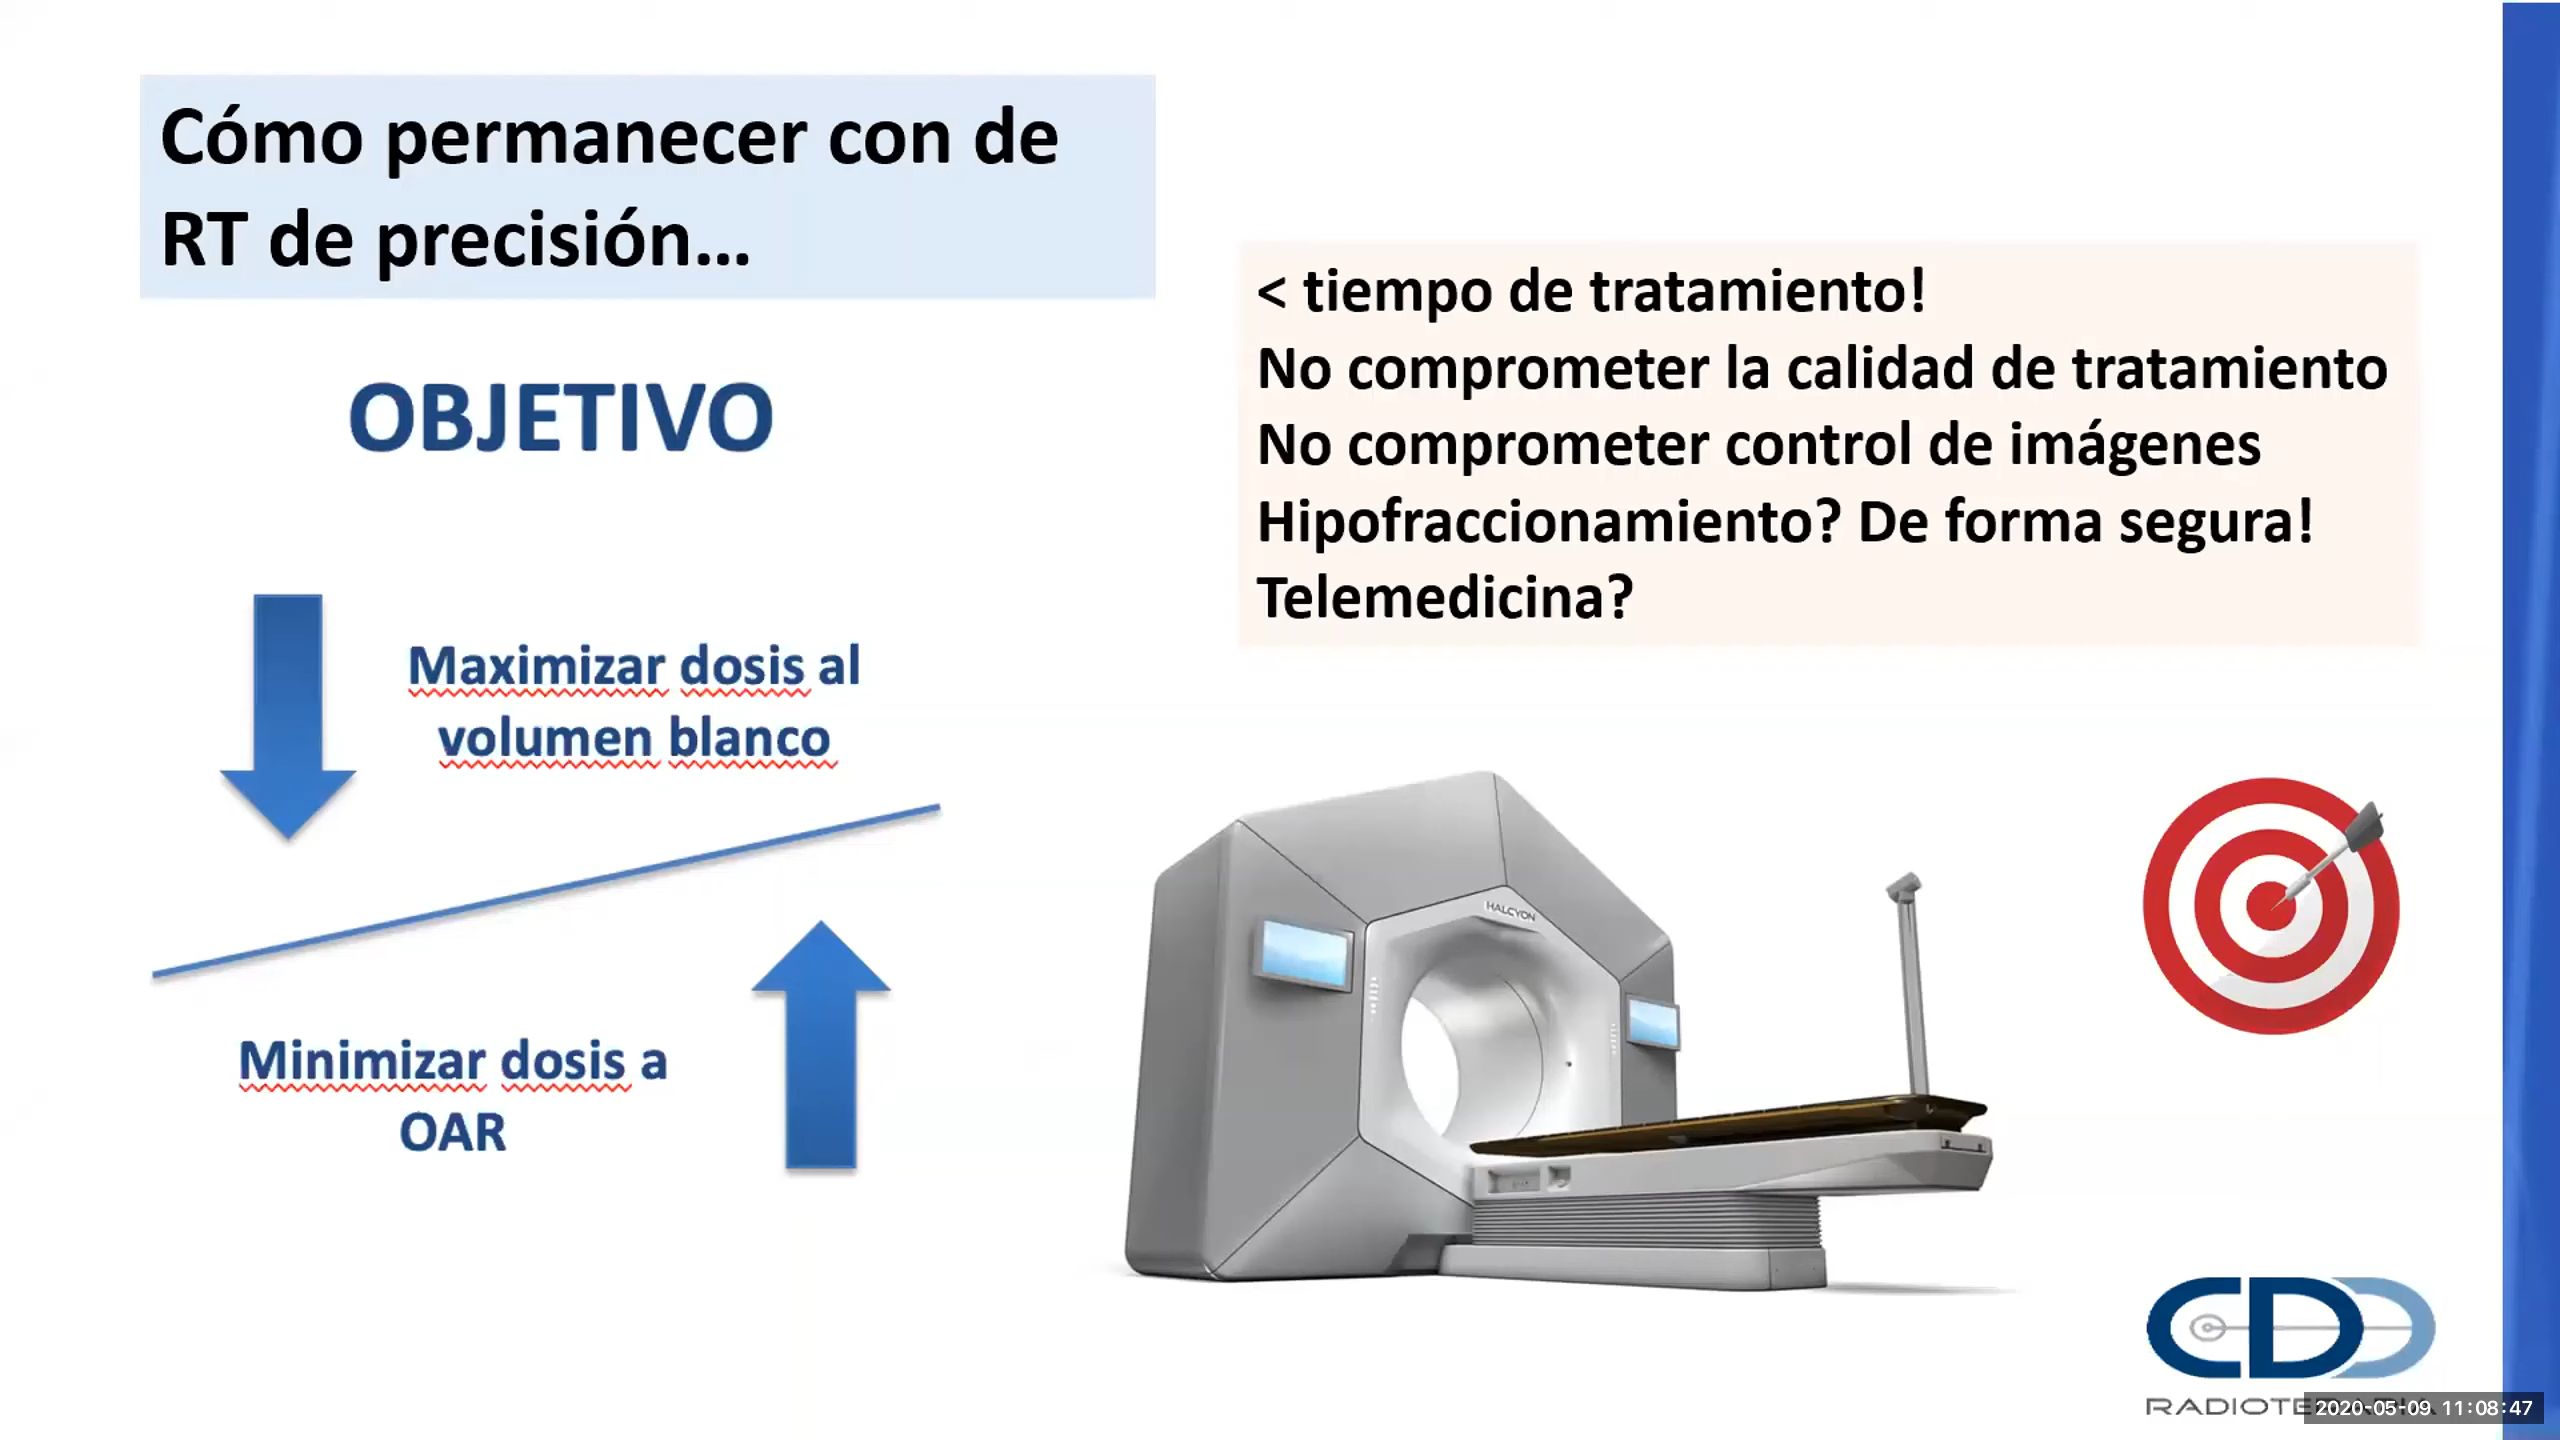 Cómo permanecer con de
RT de precisión...
OBJETIVO
Maximizar dosis al
volumen blanco
Minimizar dosis a
OAR
< tiempo de tratamiento!
No comprometer la calidad de tratamiento
No comprometer control de imágenes
Hipofraccionamiento? De forma segura!
Telemedicina?
HALCYON
CDD
2020-05-09 11:08:47